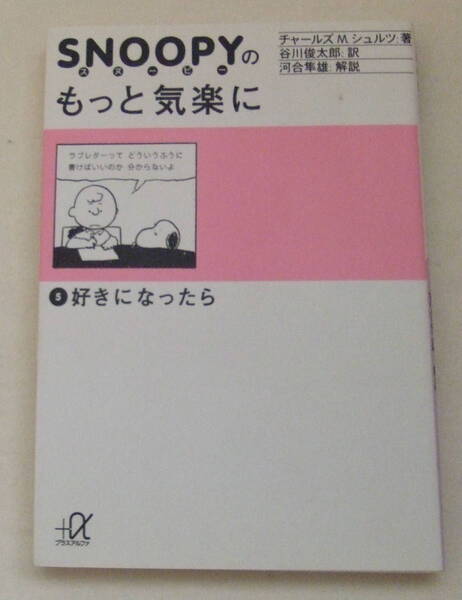 SNOOPYの
スヌーピー
もっと気楽に
チャールズ M シュルツ:著
谷川俊太郎:訳
河合隼雄:解説
ラブレターって どういうふうに
書けばいいのか 分からないよ
5 好きになったら
+α
プラスアルファ